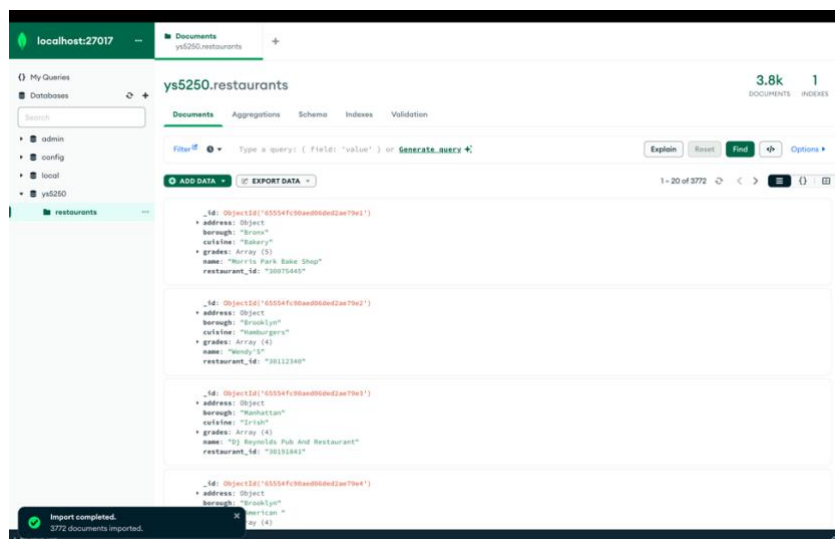 localhost:27017
Documents
ys5250.restaurants
My Queries
Databases
Search
admin
config
local
ys5250
restaurants
ys5250.restaurants
3.8k
DOCUMENTS
1
INDEXES
Documents Aggregations Schema Indexes Validation
Filter Type a query: { field: 'value' } or Generate query
Explain Reset Find </> Options
ADD DATA EXPORT DATA
1 – 20 of 3772
_id: ObjectId('65554fc90aed06ded2ae79e1')
address: Object
borough: "Bronx"
cuisine: "Bakery"
grades: Array (5)
name: "Morris Park Bake Shop"
restaurant_id: "30075445"
_id: ObjectId('65554fc90aed06ded2ae79e2')
address: Object
borough: "Brooklyn"
cuisine: "Hamburgers"
grades: Array (4)
name: "Wendy'S"
restaurant_id: "30112340"
_id: ObjectId('65554fc90aed06ded2ae79e3')
address: Object
borough: "Manhattan"
cuisine: "Irish"
grades: Array (4)
name: "Dj Reynolds Pub And Restaurant"
restaurant_id: "30191841"
_id: ObjectId('65554fc90aed06ded2ae79e4')
address: Object
borough: "Brooklyn"
American "
Array (4)
Import completed.
3772 documents imported.